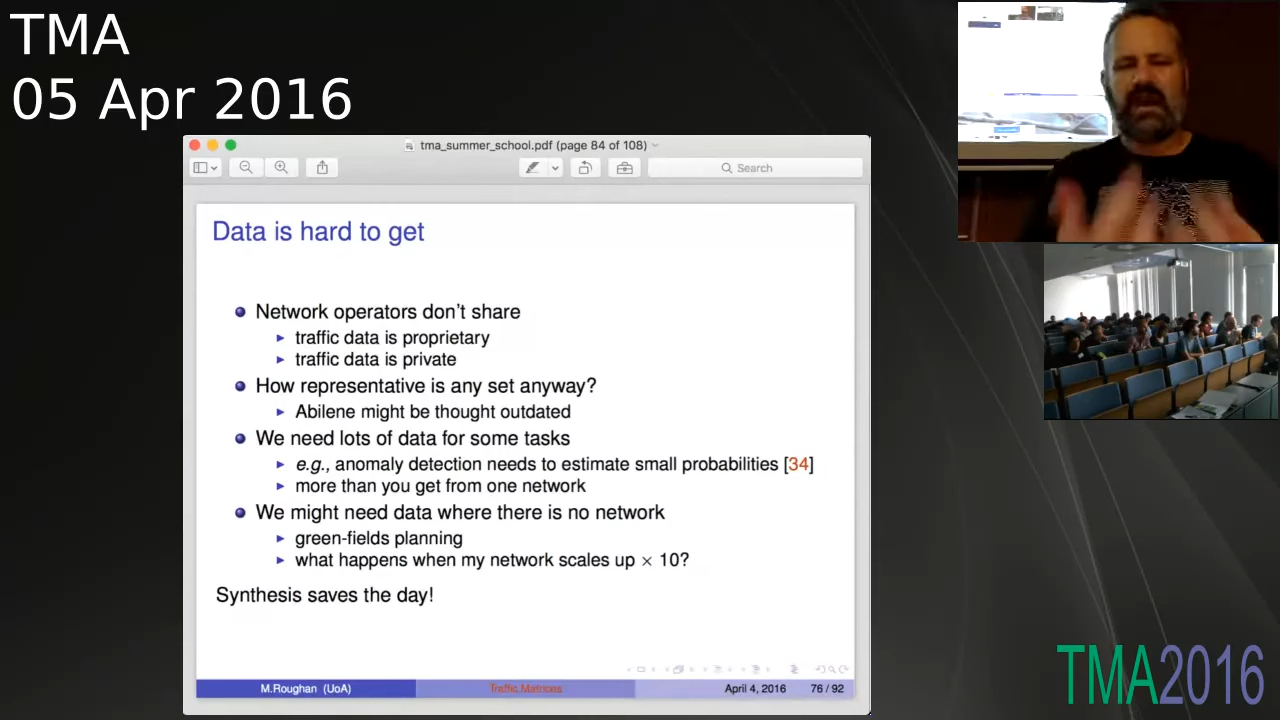 TMA
05 Apr 2016
tma_summer_school.pdf (page 84 of 108)
Search
Data is hard to get
Network operators don't share
traffic data is proprietary
traffic data is private
How representative is any set anyway?
Abilene might be thought outdated
We need lots of data for some tasks
e.g., anomaly detection needs to estimate small probabilities [34]
more than you get from one network
We might need data where there is no network
green-fields planning
what happens when my network scales up × 10?
Synthesis saves the day!
M.Roughan (UoA)
Traffic Matrices
April 4, 2016
76 / 92
TMA2016